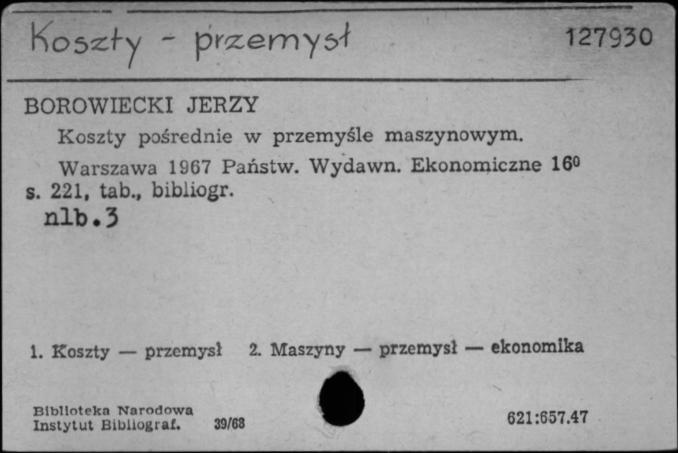 Koszty - przemysł 127930
BOROWIECKI JERZY
Koszty pośrednie w przemyśle maszynowym.
Warszawa 1967 Państw. Wydawn. Ekonomiczne 16⁰
s. 221, tab., bibliogr.
nlb.3
1. Koszty — przemysł 2. Maszyny — przemysł — ekonomika
Biblioteka Narodowa
Instytut Bibliograf. 39/68 621:657.47